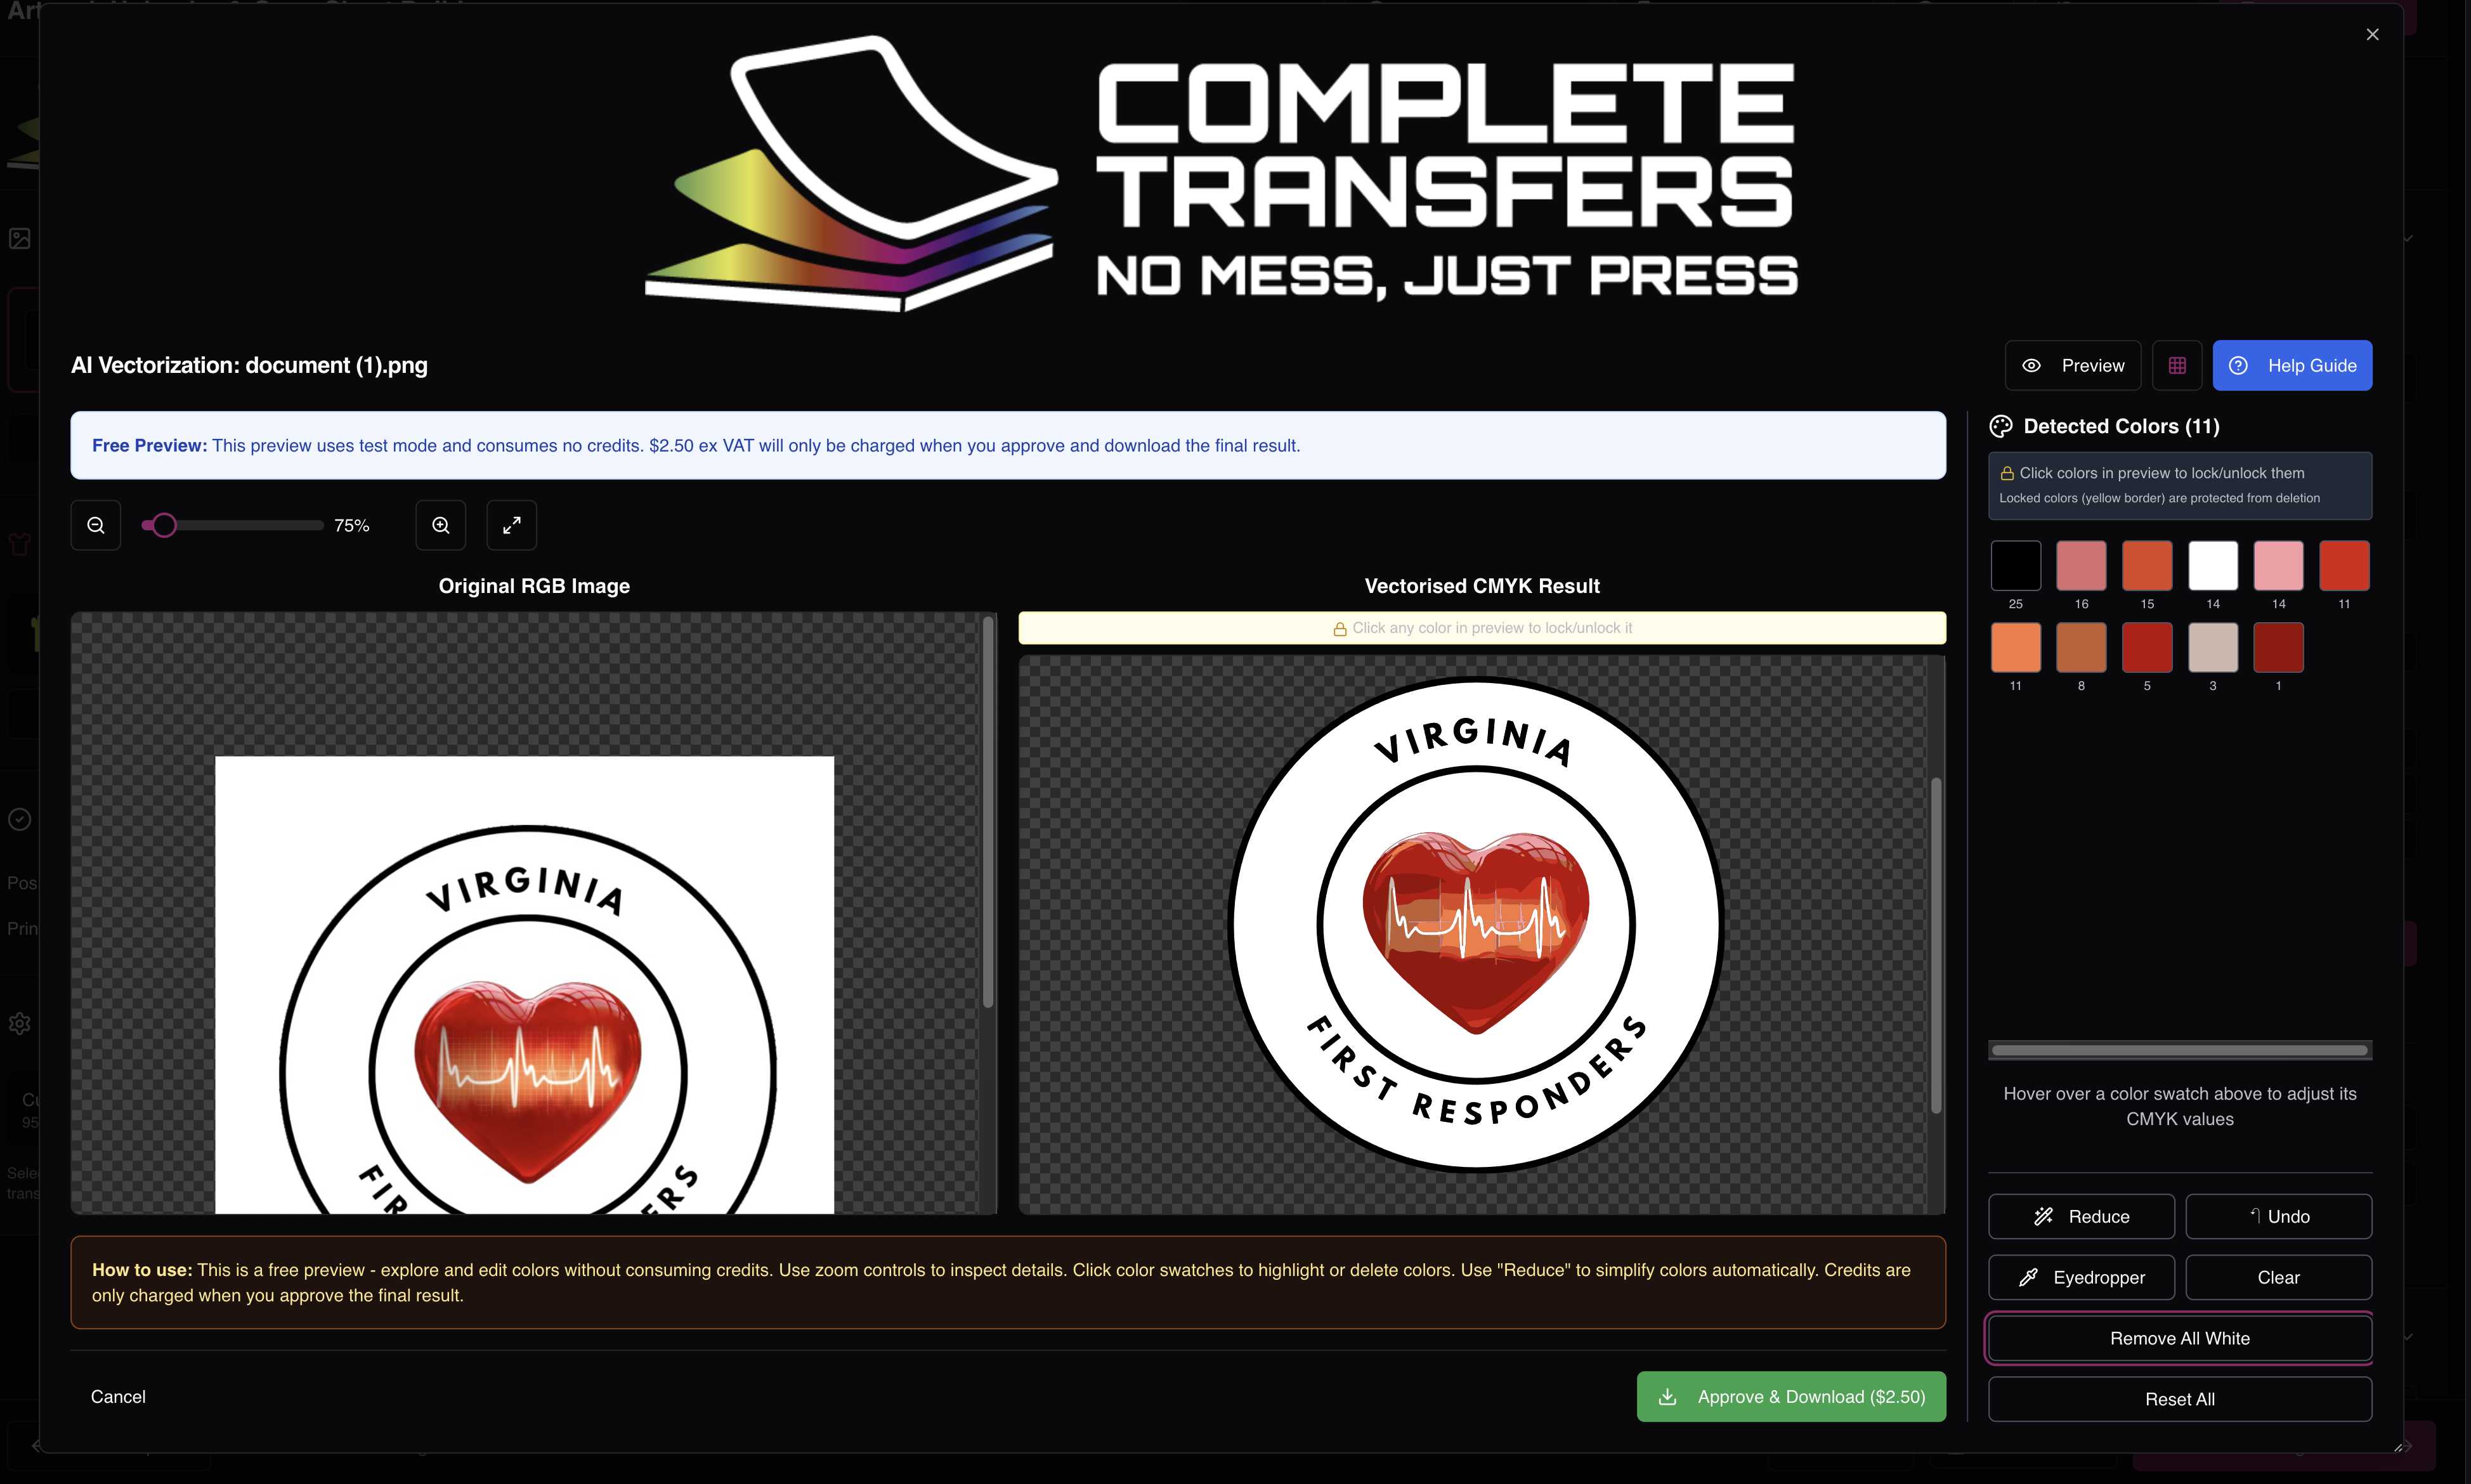 COMPLETE
TRANSFERS
NO MESS, JUST PRESS
AI Vectorization: document (1).png
Preview
Help Guide
Free Preview: This preview uses test mode and consumes no credits. $2.50 ex VAT will only be charged when you approve and download the final result.
75%
Original RGB Image
Vectorised CMYK Result
Click any color in preview to lock/unlock it
VIRGINIA
FIR
ERS
VIRGINIA
FIRST RESPONDERS
Detected Colors (11)
Click colors in preview to lock/unlock them
Locked colors (yellow border) are protected from deletion
25 16 15 14 14 11
11 8 5 3 1
Hover over a color swatch above to adjust its
CMYK values
Reduce
Undo
Eyedropper
Clear
Remove All White
Reset All
How to use: This is a free preview - explore and edit colors without consuming credits. Use zoom controls to inspect details. Click color swatches to highlight or delete colors. Use "Reduce" to simplify colors automatically. Credits are
only charged when you approve the final result.
Cancel
Approve & Download ($2.50)
Pos
Prin
Cu
95
Selec
trans